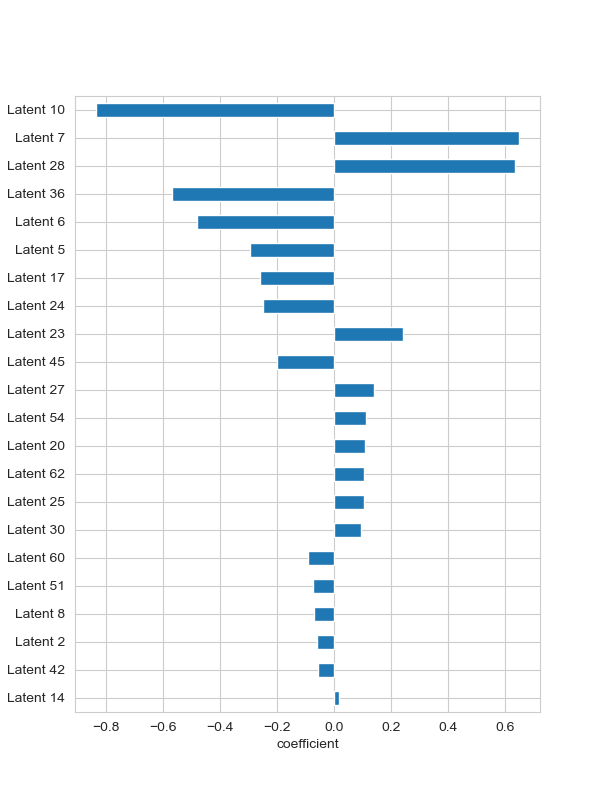 Latent 10
Latent 7
Latent 28
Latent 36
Latent 6
Latent 5
Latent 17
Latent 24
Latent 23
Latent 45
Latent 27
Latent 54
Latent 20
Latent 62
Latent 25
Latent 30
Latent 60
Latent 51
Latent 8
Latent 2
Latent 42
Latent 14
−0.8 −0.6 −0.4 −0.2 0.0 0.2 0.4 0.6
coefficient